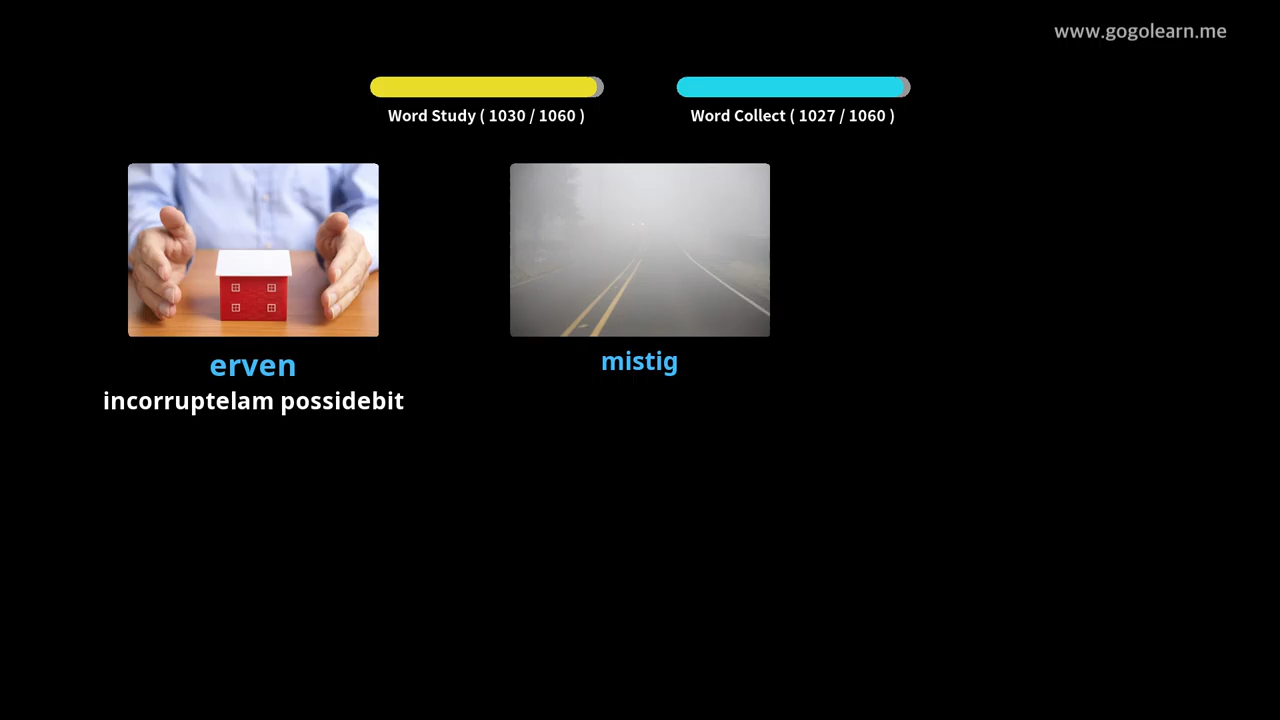 www.gogolearn.me
Word Study ( 1030 / 1060 )
Word Collect ( 1027 / 1060 )
erven
incorruptelam possidebit
mistig